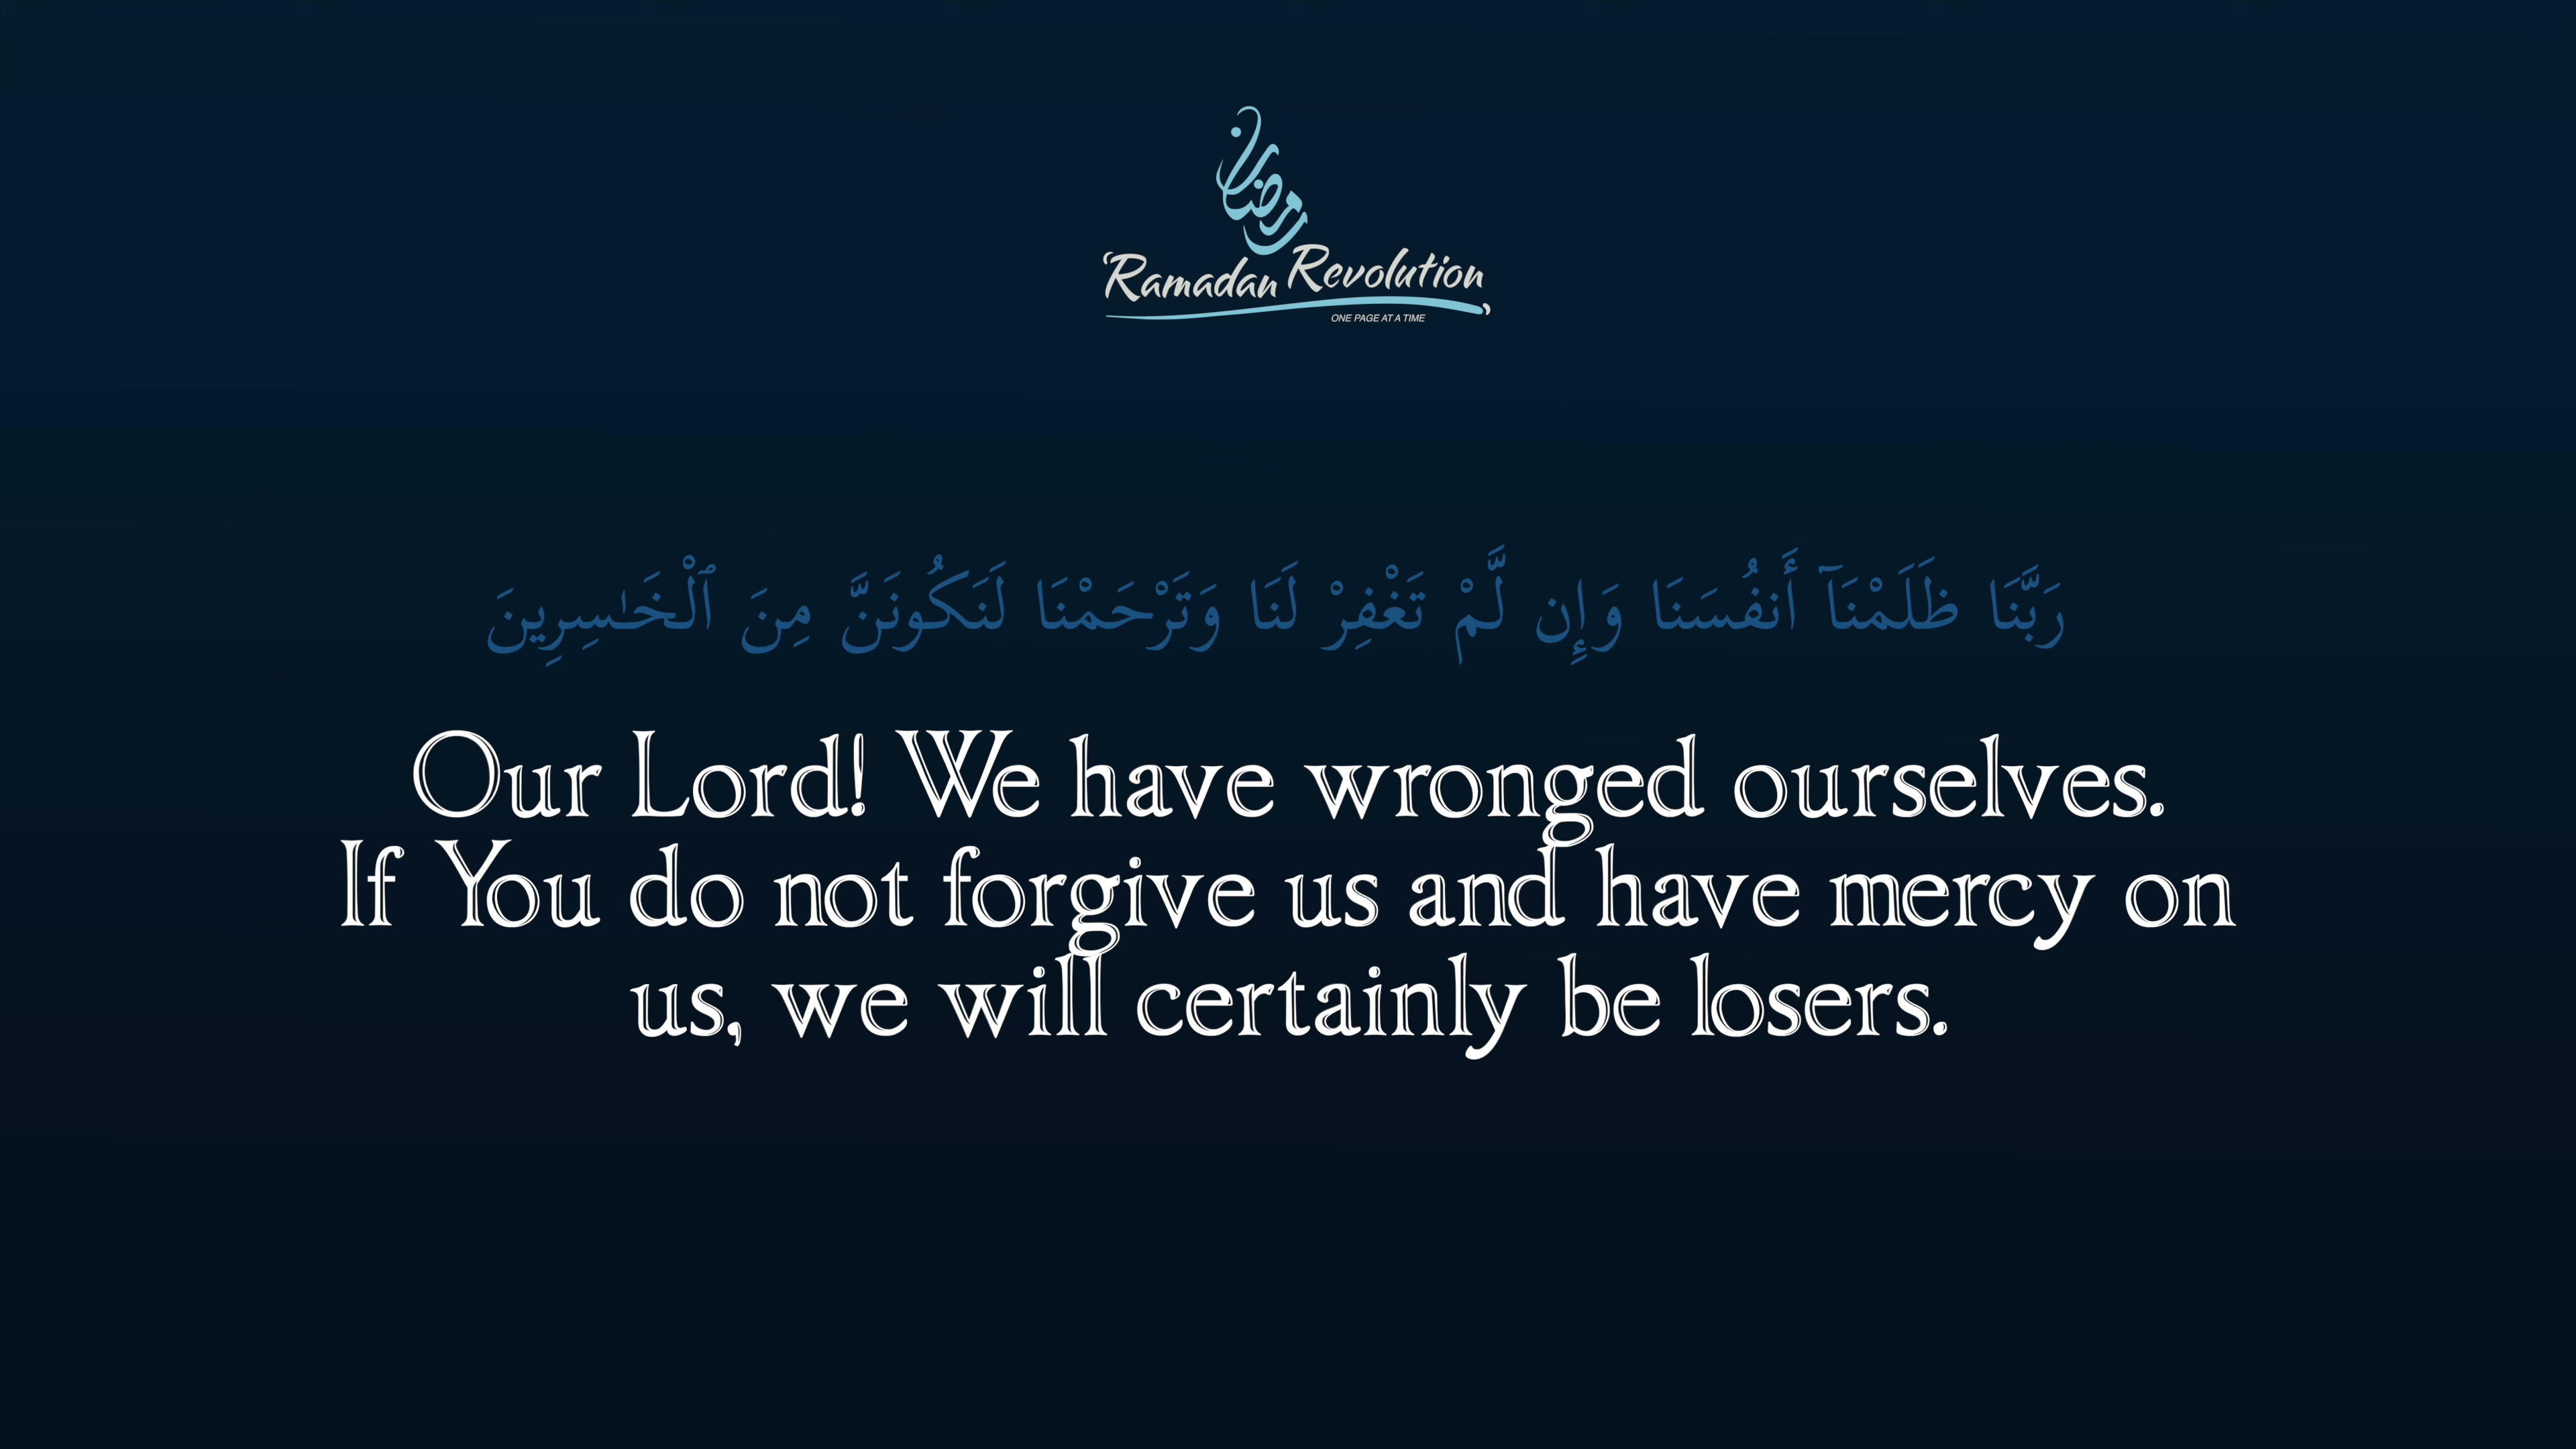 رمضان
Ramadan Revolution
ONE PAGE AT A TIME
رَبَّنَا ظَلَمْنَآ أَنفُسَنَا وَإِن لَّمْ تَغْفِرْ لَنَا وَتَرْحَمْنَا لَنَكُونَنَّ مِنَ ٱلْخَـٰسِرِينَ
Our Lord! We have wronged ourselves.
If You do not forgive us and have mercy on
us, we will certainly be losers.